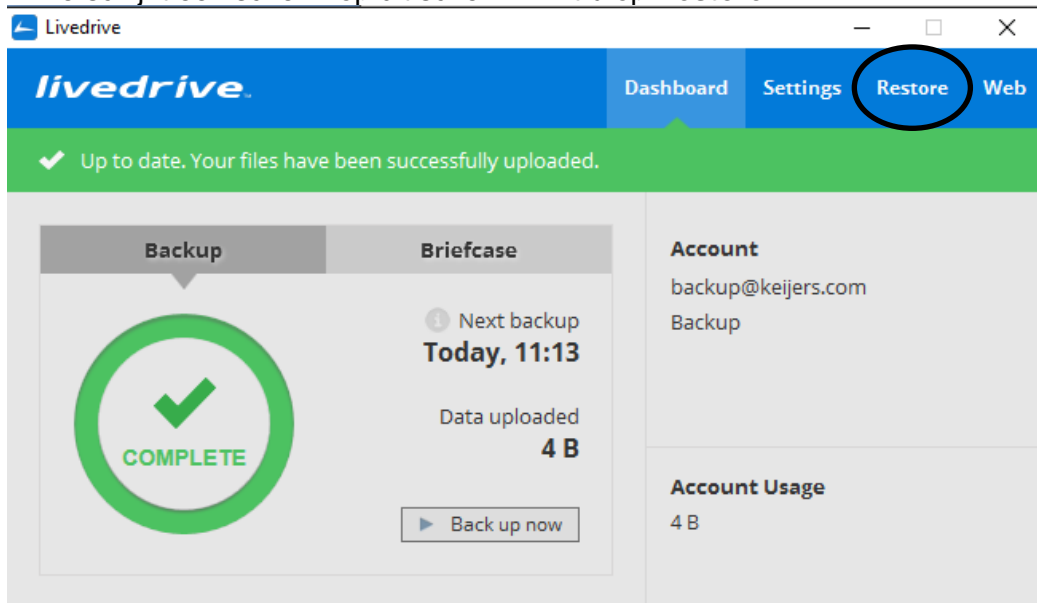 Livedrive
livedrive
Dashboard Settings Restore Web
Up to date. Your files have been successfully uploaded.
Backup Briefcase
Next backup
Today, 11:13
Data uploaded
4 B
COMPLETE
Back up now
Account
backup@keijers.com
Backup
Account Usage
4 B